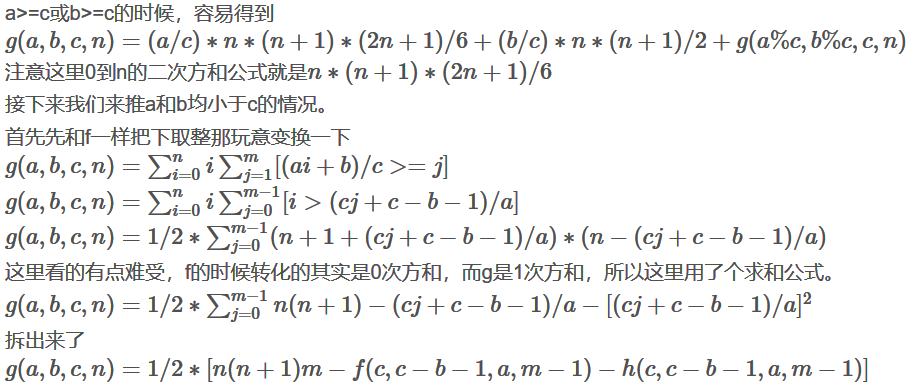 a>=c或b>=c的时候，容易得到
g(a, b, c, n) = (a/c) * n * (n + 1) * (2n + 1)/6 + (b/c) * n * (n + 1)/2 + g(a%c, b%c, c, n)
注意这里0到n的二次方和公式就是n * (n + 1) * (2n + 1)/6
接下来我们来推a和b均小于c的情况。
首先先和f一样把下取整那玩意变换一下
g(a, b, c, n) = ∑_{i=0}^{n} i ∑_{j=1}^{m} [(ai + b)/c >= j]
g(a, b, c, n) = ∑_{i=0}^{n} i ∑_{j=0}^{m-1} [i > (cj + c − b − 1)/a]
g(a, b, c, n) = 1/2 * ∑_{j=0}^{m-1} (n + 1 + (cj + c − b − 1)/a) * (n − (cj + c − b − 1)/a)
这里看的有点难受，f的时候转化的其实是0次方和，而g是1次方和，所以这里用了个求和公式。
g(a, b, c, n) = 1/2 * ∑_{j=0}^{m-1} n(n + 1) − (cj + c − b − 1)/a − [(cj + c − b − 1)/a]²
拆出来了
g(a, b, c, n) = 1/2 * [n(n + 1)m − f(c, c − b − 1, a, m − 1) − h(c, c − b − 1, a, m − 1)]